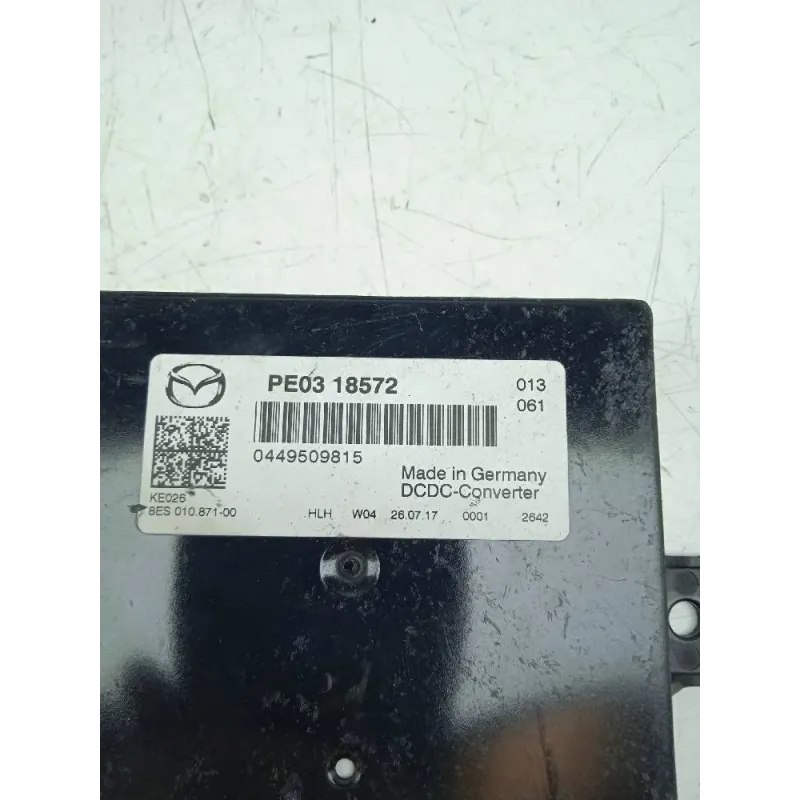 PE03 18572
013
061
0449509815
Made in Germany
DCDC-Converter
KE026
8ES 010.871-00
HLH W04 26.07.17 0001 2642